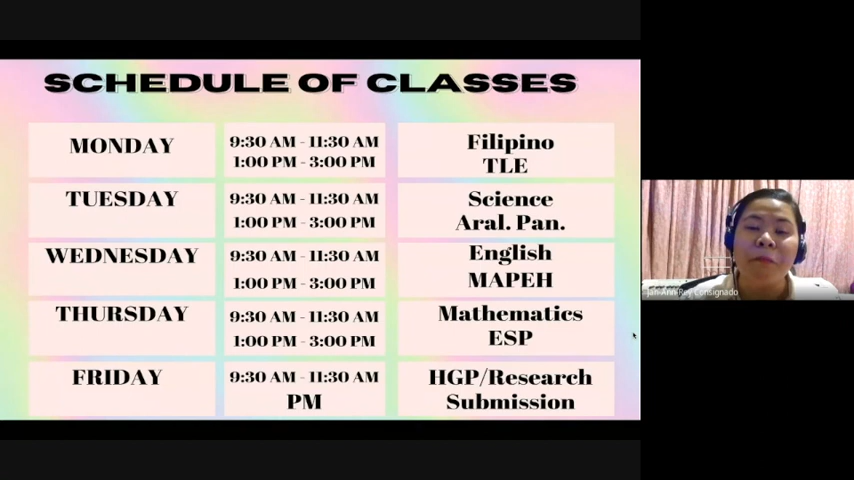 SCHEDULE OF CLASSES
MONDAY
9:30 AM - 11:30 AM
1:00 PM - 3:00 PM
Filipino
TLE
TUESDAY
9:30 AM - 11:30 AM
1:00 PM - 3:00 PM
Science
Aral. Pan.
WEDNESDAY
9:30 AM - 11:30 AM
1:00 PM - 3:00 PM
English
MAPEH
THURSDAY
9:30 AM - 11:30 AM
1:00 PM - 3:00 PM
Mathematics
ESP
FRIDAY
9:30 AM - 11:30 AM
PM
HGP/Research
Submission
Consignado